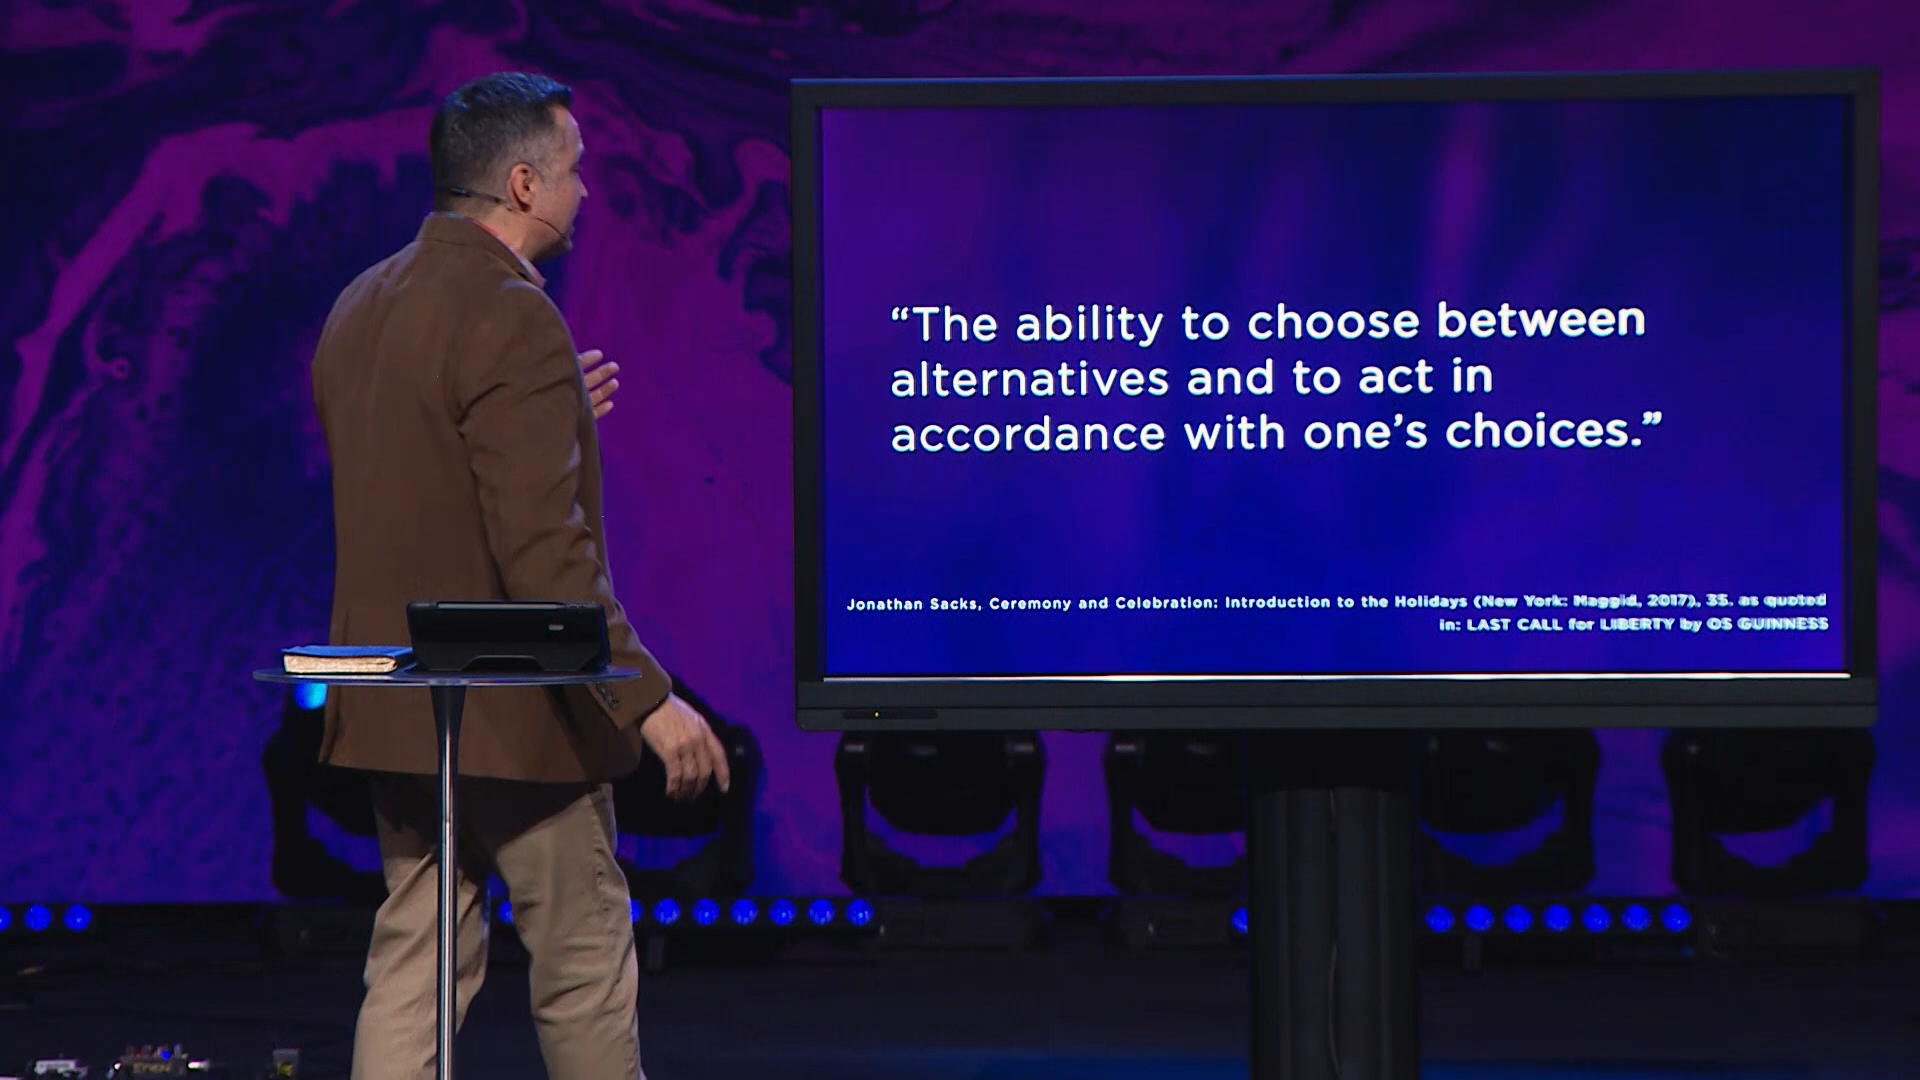 “The ability to choose between
alternatives and to act in
accordance with one’s choices.”
Jonathan Sacks, Ceremony and Celebration: Introduction to the Holidays (New York: Maggid, 2017), 35. as quoted
in: LAST CALL for LIBERTY by OS GUINNESS